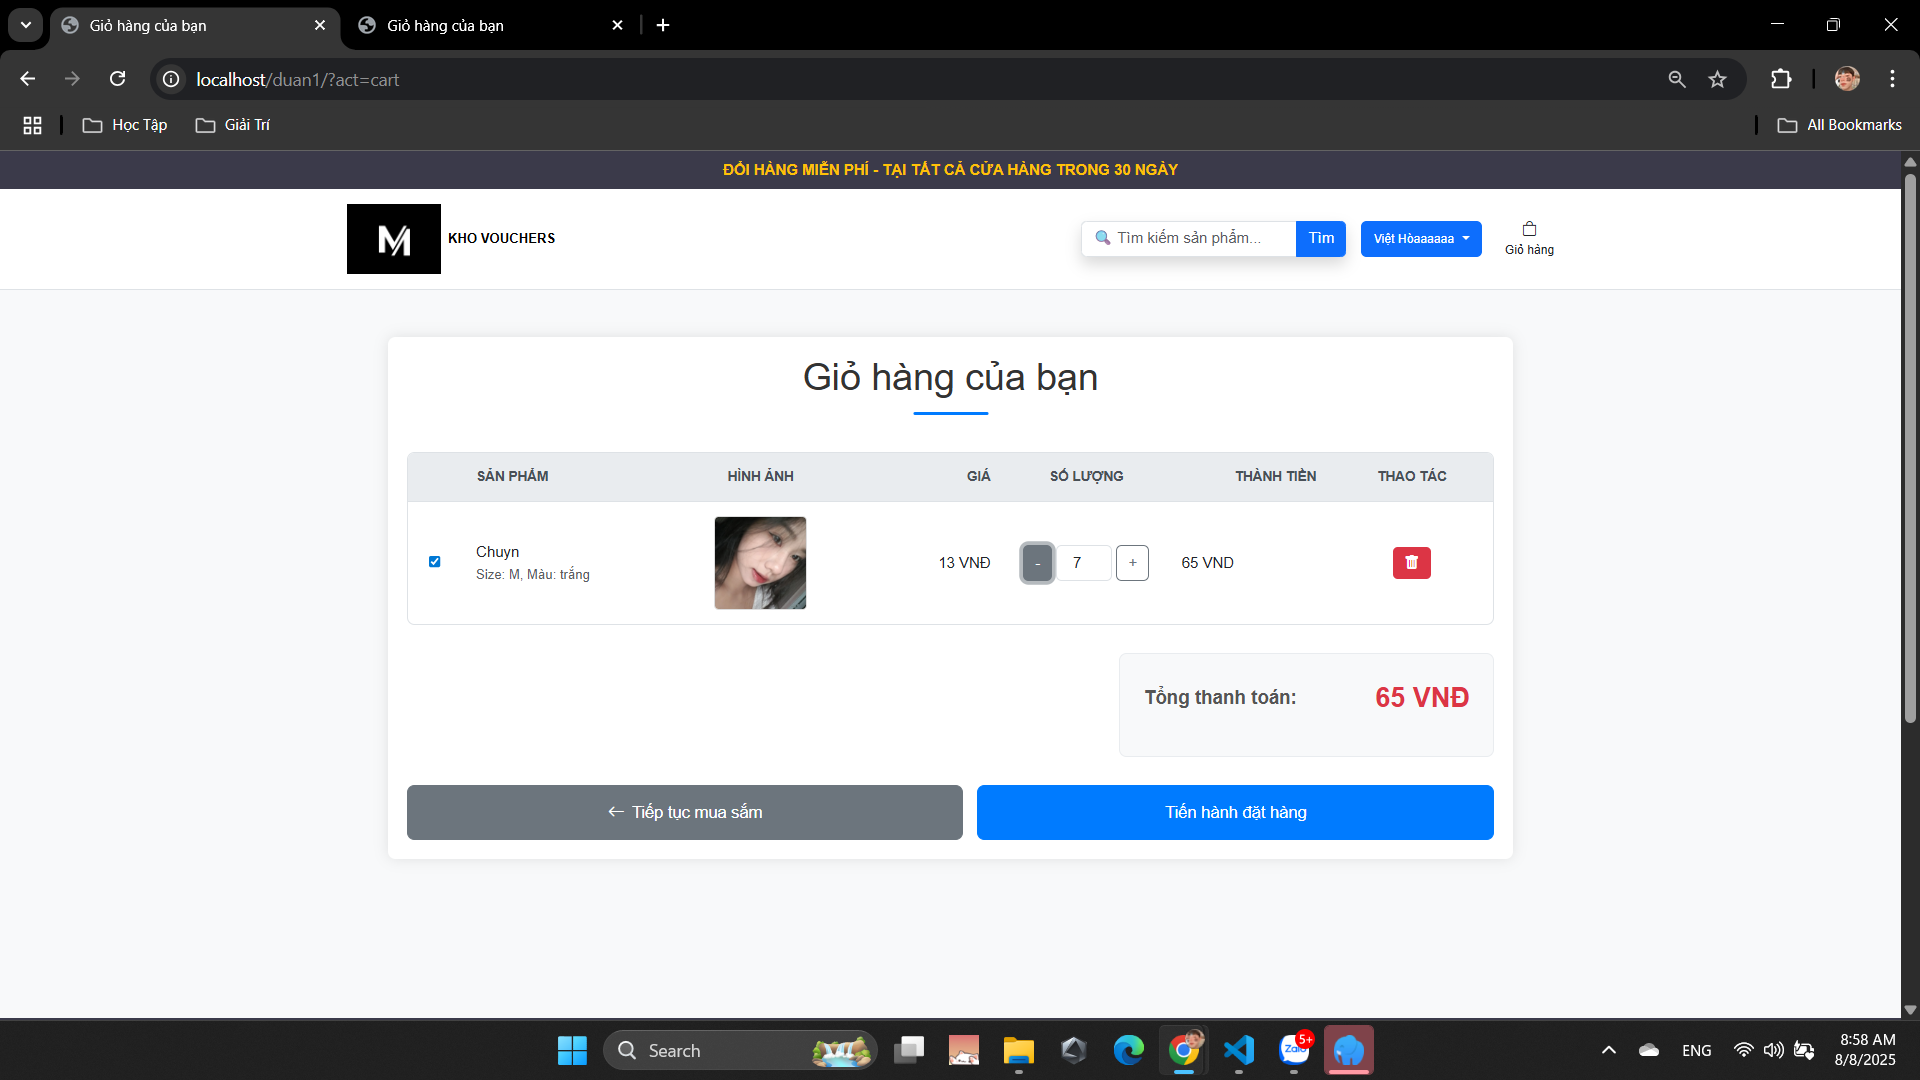 Giỏ hàng của bạn
Giỏ hàng của bạn
localhost/duan1/?act=cart
Học Tập
Giải Trí
All Bookmarks
ĐỔI HÀNG MIỄN PHÍ - TẠI TẤT CẢ CỬA HÀNG TRONG 30 NGÀY
M
KHO VOUCHERS
Tìm kiếm sản phẩm...
Tìm
Việt Hòaaaaaa
Giỏ hàng
Giỏ hàng của bạn
SẢN PHẨM HÌNH ẢNH GIÁ SỐ LƯỢNG THÀNH TIỀN THAO TÁC
Chuyn
Size: M, Màu: trắng
13 VNĐ
- 7 +
65 VND
Tổng thanh toán: 65 VNĐ
← Tiếp tục mua sắm
Tiến hành đặt hàng
Search
Zalo
5+
ENG
8:58 AM
8/8/2025